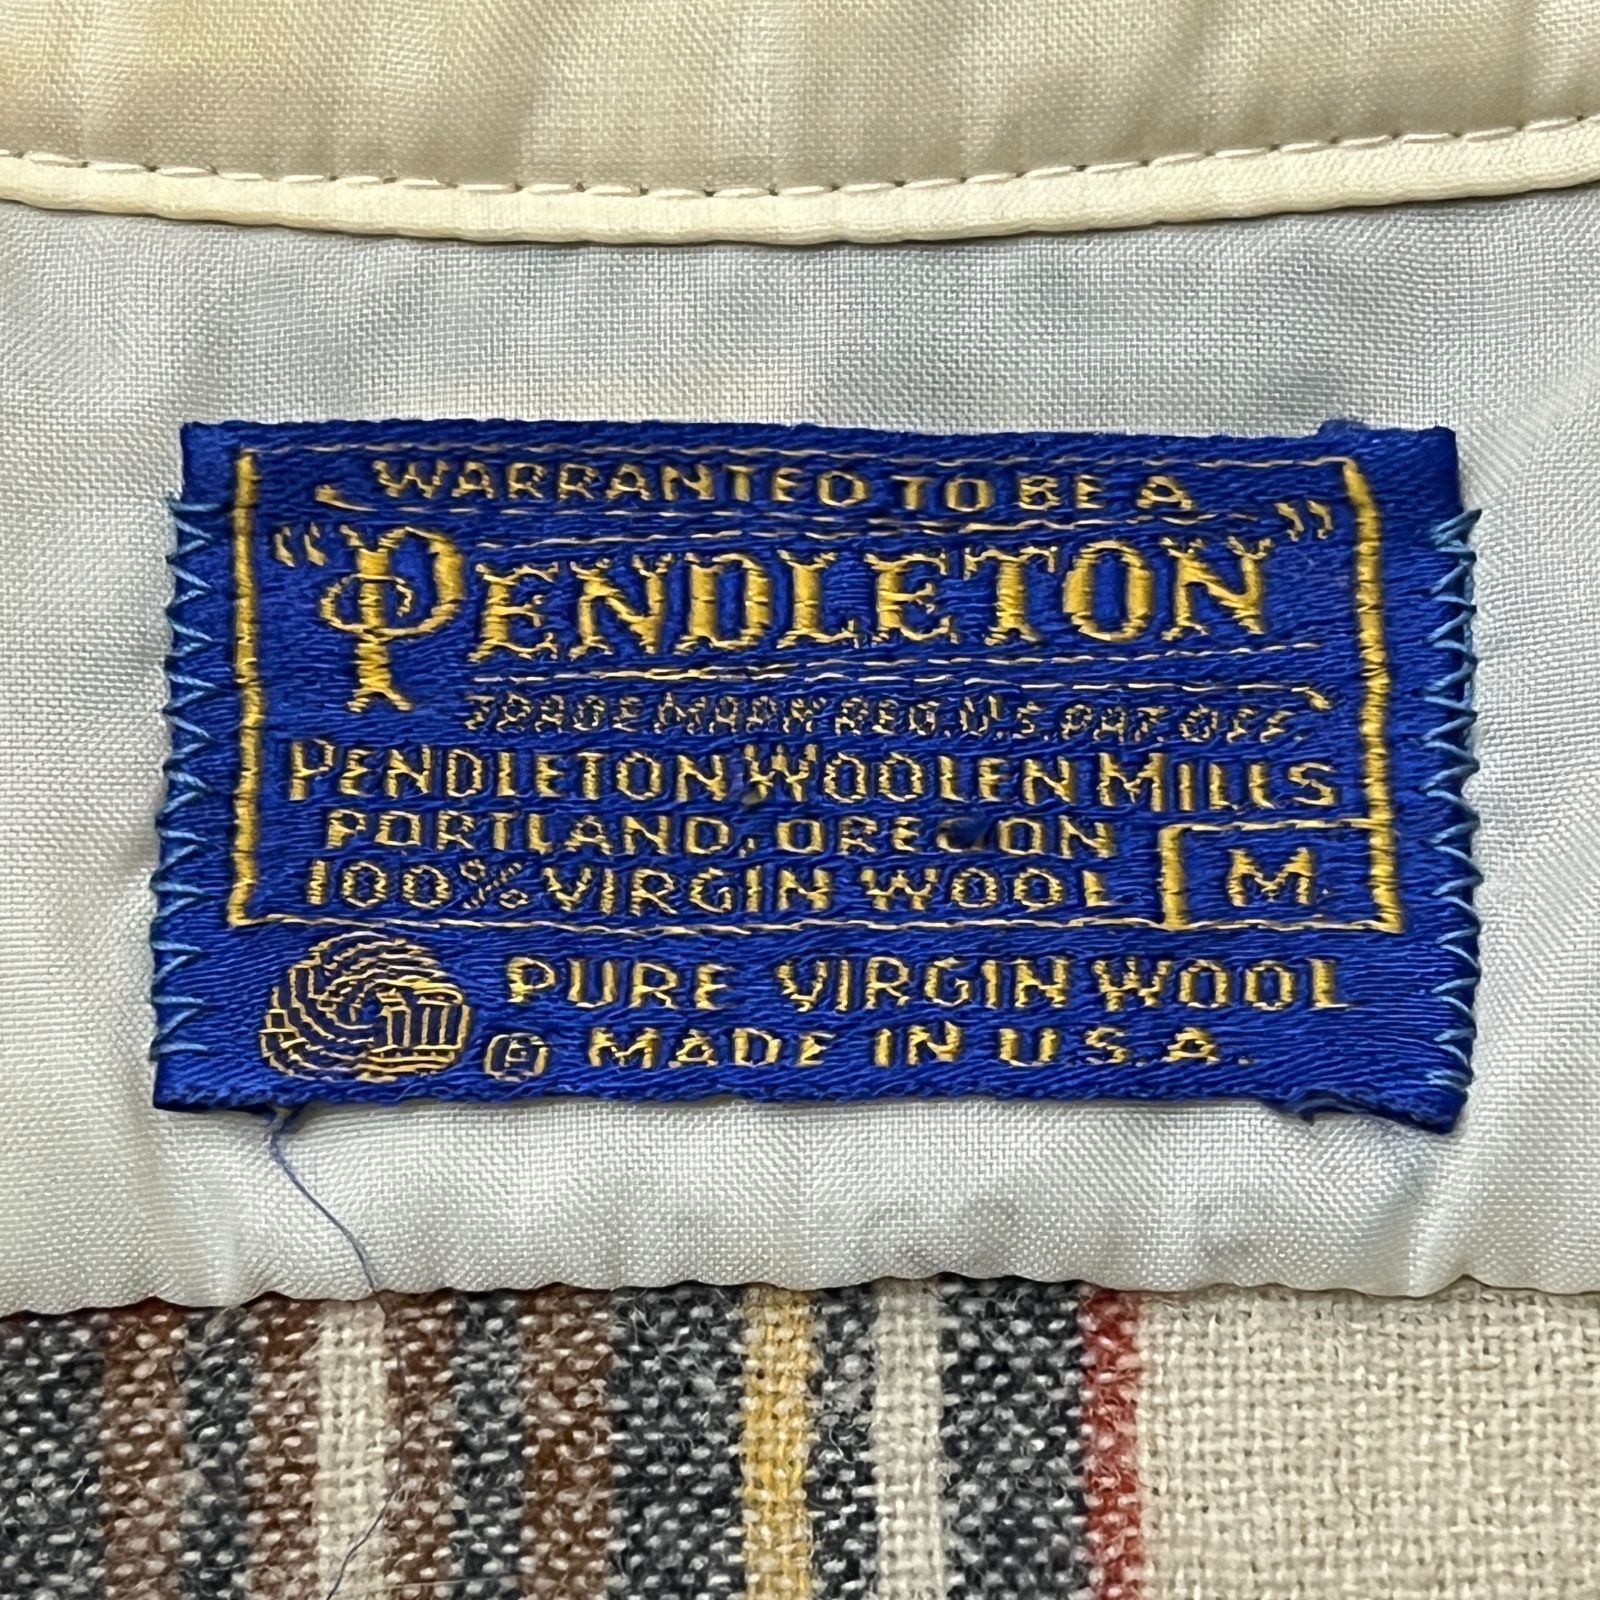 WARRANTED TO BE A
"PENDLETON"
TRADE MARK REG. U.S. PAT. OFF.
PENDLETON WOOLEN MILLS
PORTLAND, OREGON
100% VIRGIN WOOL M.
PURE VIRGIN WOOL
® MADE IN U.S.A.